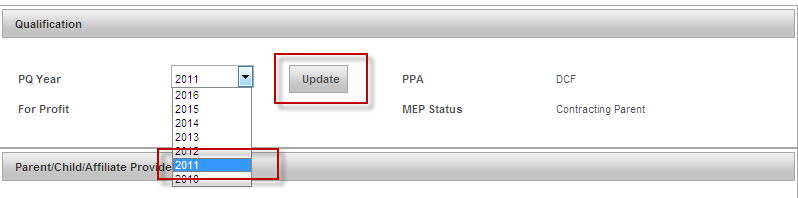 Qualification
PQ Year 2011 Update PPA DCF
2016
For Profit 2015 MEP Status Contracting Parent
2014
2013
2012
Parent/Child/Affiliate Provide 2011
2010